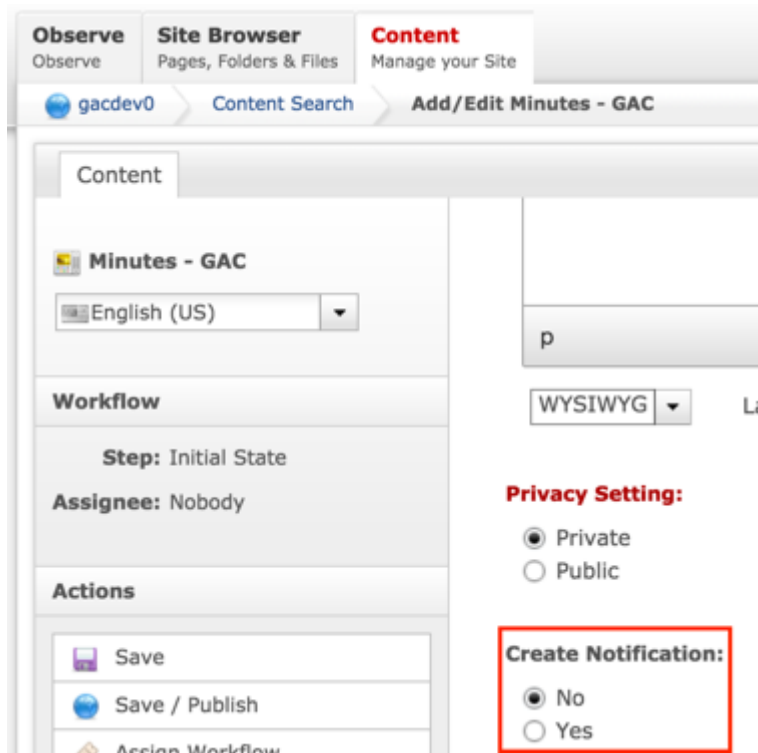 Observe
Observe
Site Browser
Pages, Folders & Files
Content
Manage your Site
gacdev0
Content Search
Add/Edit Minutes - GAC
Content
Minutes - GAC
English (US)
Workflow
Step: Initial State
Assignee: Nobody
Actions
Save
Save / Publish
Assign Workflow
p
WYSIWYG
Privacy Setting:
Private
Public
Create Notification:
No
Yes